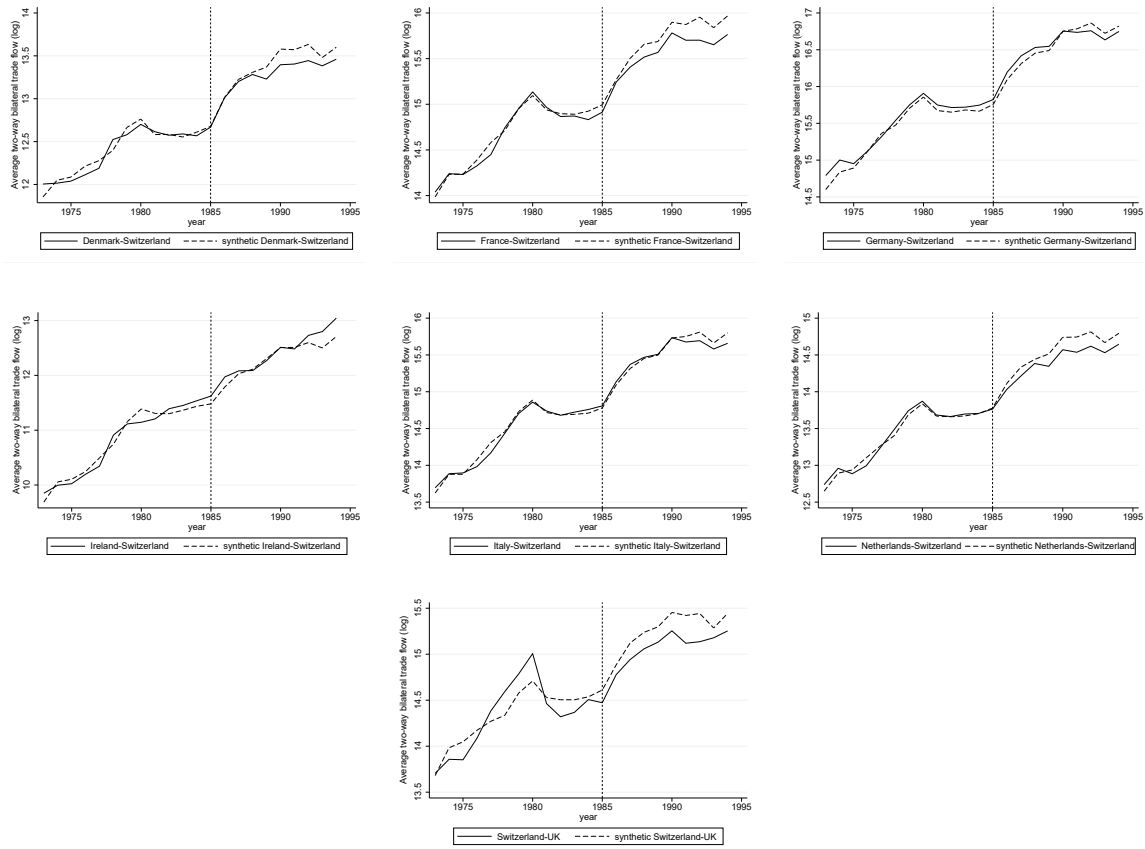 Average two-way bilateral trade flow (log)
14
13.5
13
12.5
12
1975 1980 1985 1990 1995
year
Denmark-Switzerland synthetic Denmark-Switzerland
Average two-way bilateral trade flow (log)
16
15.5
15
14.5
14
1975 1980 1985 1990 1995
year
France-Switzerland synthetic France-Switzerland
Average two-way bilateral trade flow (log)
17
16.5
16
15.5
15
14.5
1975 1980 1985 1990 1995
year
Germany-Switzerland synthetic Germany-Switzerland
Average two-way bilateral trade flow (log)
13
12
11
10
1975 1980 1985 1990 1995
year
Ireland-Switzerland synthetic Ireland-Switzerland
Average two-way bilateral trade flow (log)
16
15.5
15
14.5
14
13.5
1975 1980 1985 1990 1995
year
Italy-Switzerland synthetic Italy-Switzerland
Average two-way bilateral trade flow (log)
15
14.5
14
13.5
13
12.5
1975 1980 1985 1990 1995
year
Netherlands-Switzerland synthetic Netherlands-Switzerland
Average two-way bilateral trade flow (log)
15.5
15
14.5
14
13.5
1975 1980 1985 1990 1995
year
Switzerland-UK synthetic Switzerland-UK